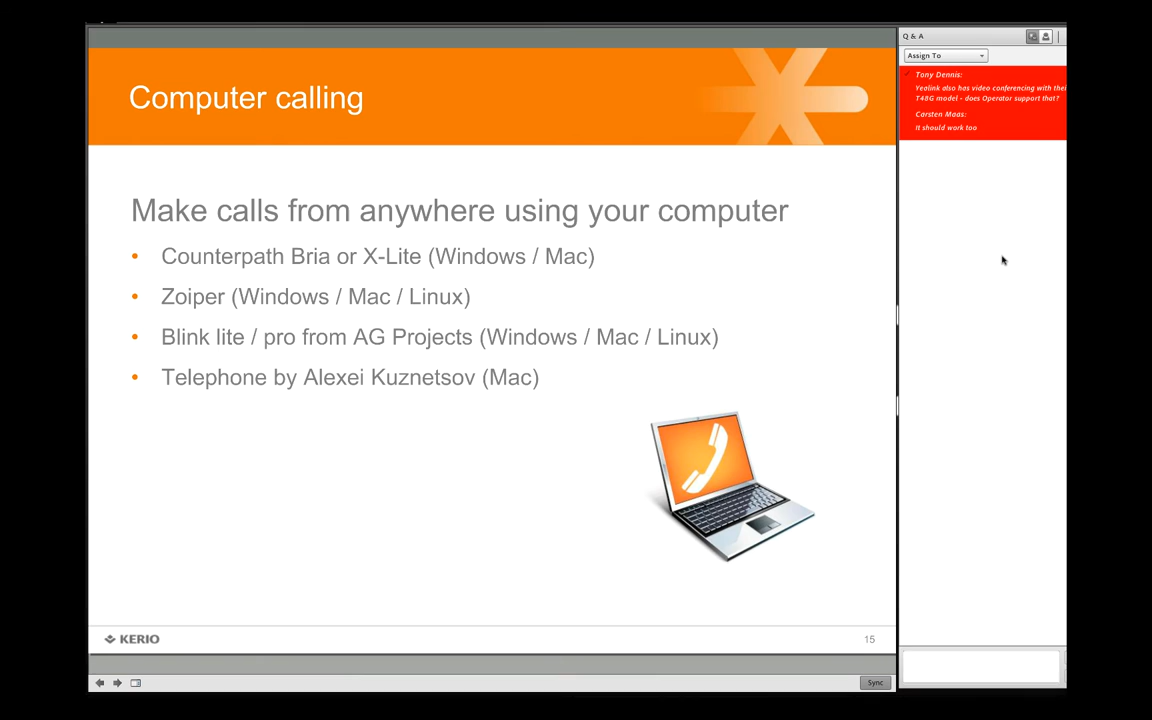 Computer calling
Make calls from anywhere using your computer
• Counterpath Bria or X-Lite (Windows / Mac)
• Zoiper (Windows / Mac / Linux)
• Blink lite / pro from AG Projects (Windows / Mac / Linux)
• Telephone by Alexei Kuznetsov (Mac)
KERIO
15
Sync
Q & A
Assign To
Tony Dennis:
Yealink also has video conferencing with
T48G model - does Operator support that?
Carsten Maas:
It should work too